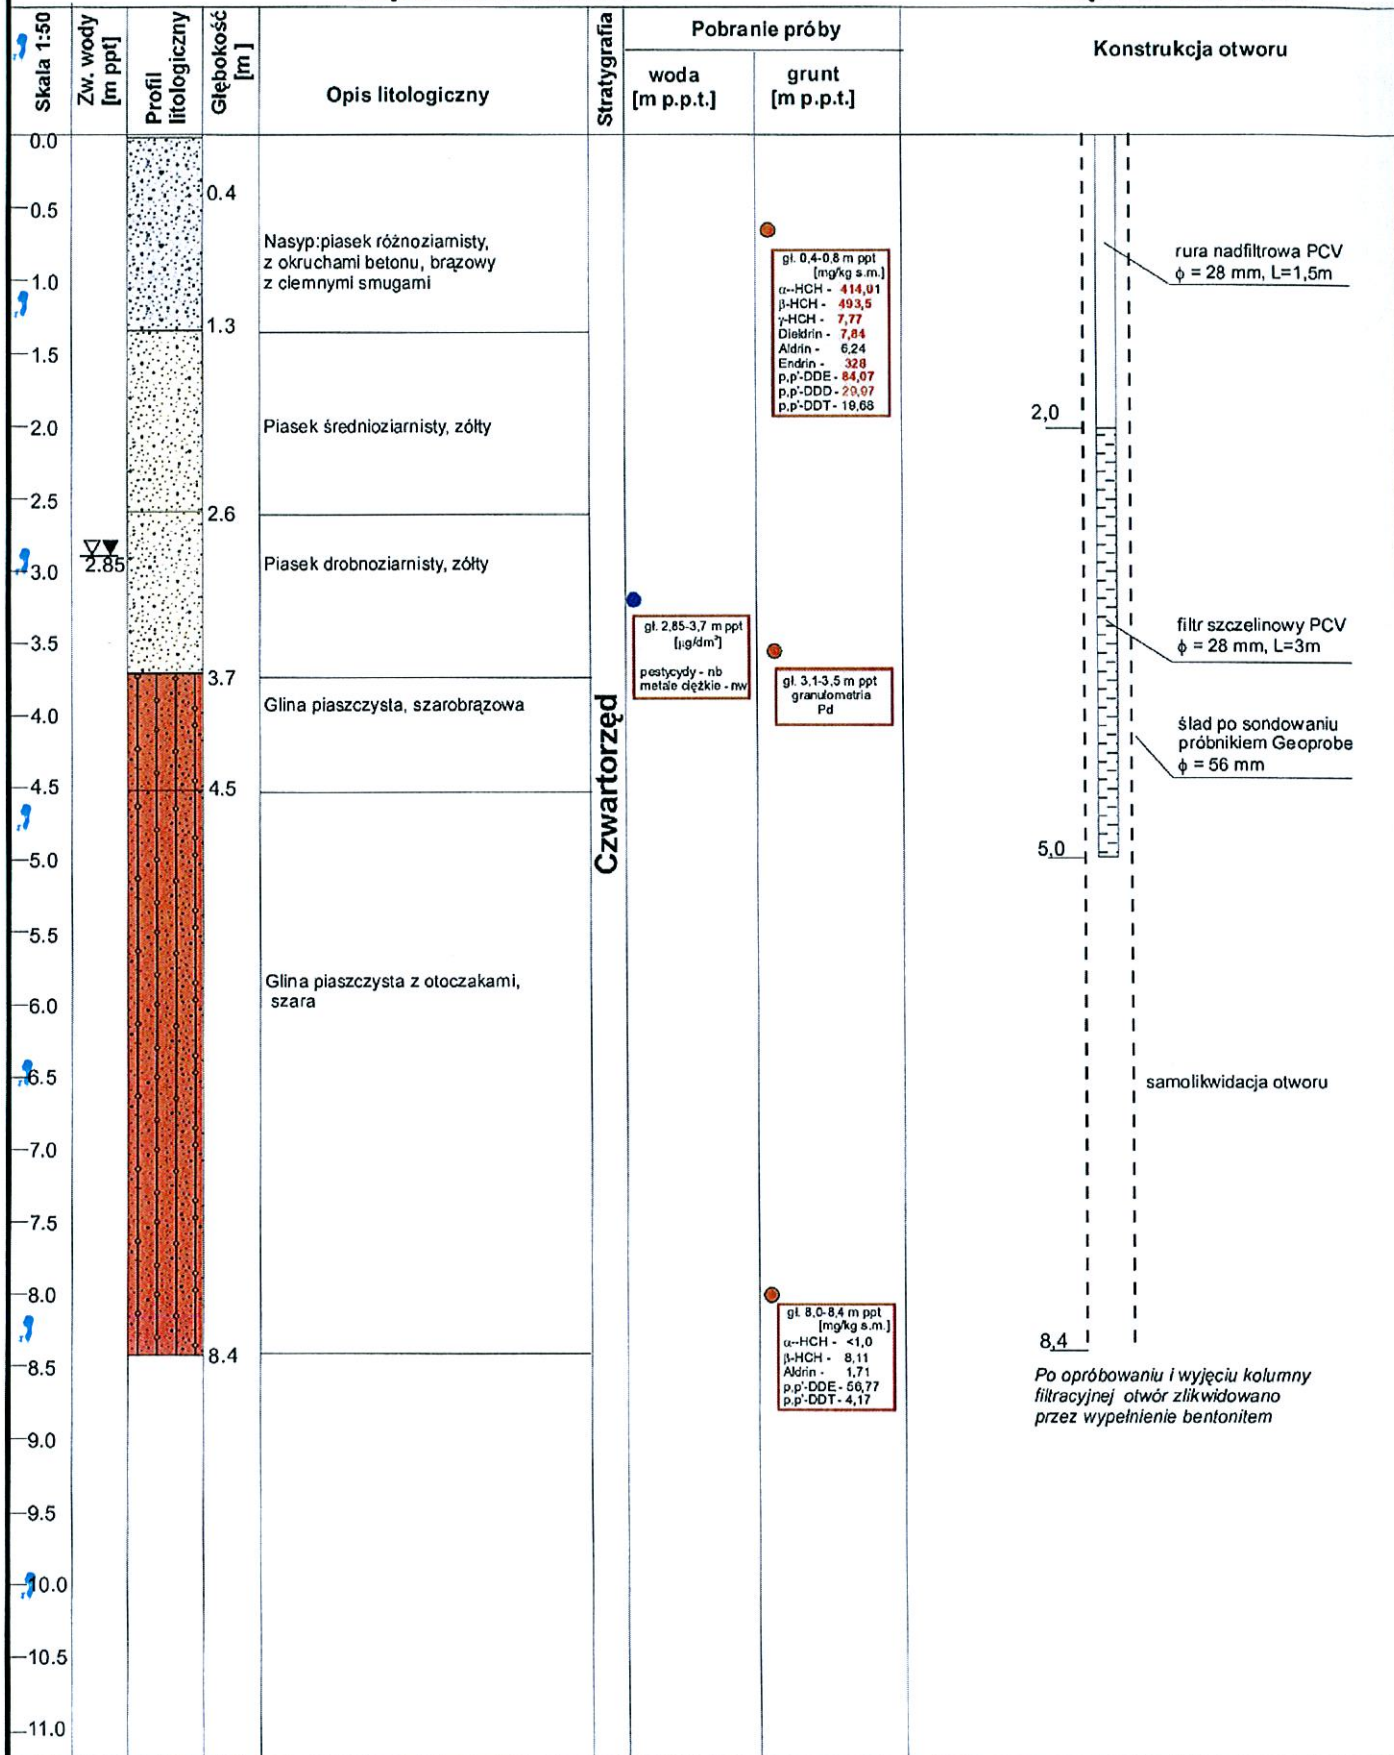 Skala 1:50
Zw. wody
[m ppt]
Profil
litologiczny
Głębokość
[m ]
Opis litologiczny
Stratygrafia
Pobranie próby
woda
[m p.p.t.]
grunt
[m p.p.t.]
Konstrukcja otworu
0.0
0.5
1.0
1.5
2.0
2.5
3.0
3.5
4.0
4.5
5.0
5.5
6.0
6.5
7.0
7.5
8.0
8.5
9.0
9.5
10.0
10.5
11.0
2.85
0.4
1.3
2.6
3.7
4.5
8.4
Nasyp:piasek różnoziarnisty,
z okruchami betonu, brązowy
z ciemnymi smugami
Piasek średnioziarnisty, zółty
Piasek drobnoziarnisty, zółty
Glina piaszczysta, szarobrązowa
Glina piaszczysta z otoczakami,
szara
Czwartorzęd
gł. 2,85-3,7 m ppt
[µg/dm³]
pestycydy - nb
metale ciężkie - nw
gł. 0,4-0,8 m ppt
[mg/kg s.m.]
α--HCH - 414,01
β-HCH - 493,5
γ-HCH - 7,77
Dieldrin - 7,84
Aldrin - 6,24
Endrin - 328
p,p'-DDE - 84,07
p,p'-DDD - 29,97
p,p'-DDT - 19,68
gł. 3,1-3,5 m ppt
granulometria
Pd
gł. 8,0-8,4 m ppt
[mg/kg s.m.]
α--HCH - <1,0
β-HCH - 8,11
Aldrin - 1,71
p,p'-DDE - 56,77
p,p'-DDT - 4,17
rura nadfiltrowa PCV
ϕ = 28 mm, L=1,5m
2,0
filtr szczelinowy PCV
ϕ = 28 mm, L=3m
ślad po sondowaniu
próbnikiem Geoprobe
ϕ = 56 mm
5,0
samolikwidacja otworu
8,4
Po opróbowaniu i wyjęciu kolumny
filtracyjnej otwór zlikwidowano
przez wypełnienie bentonitem